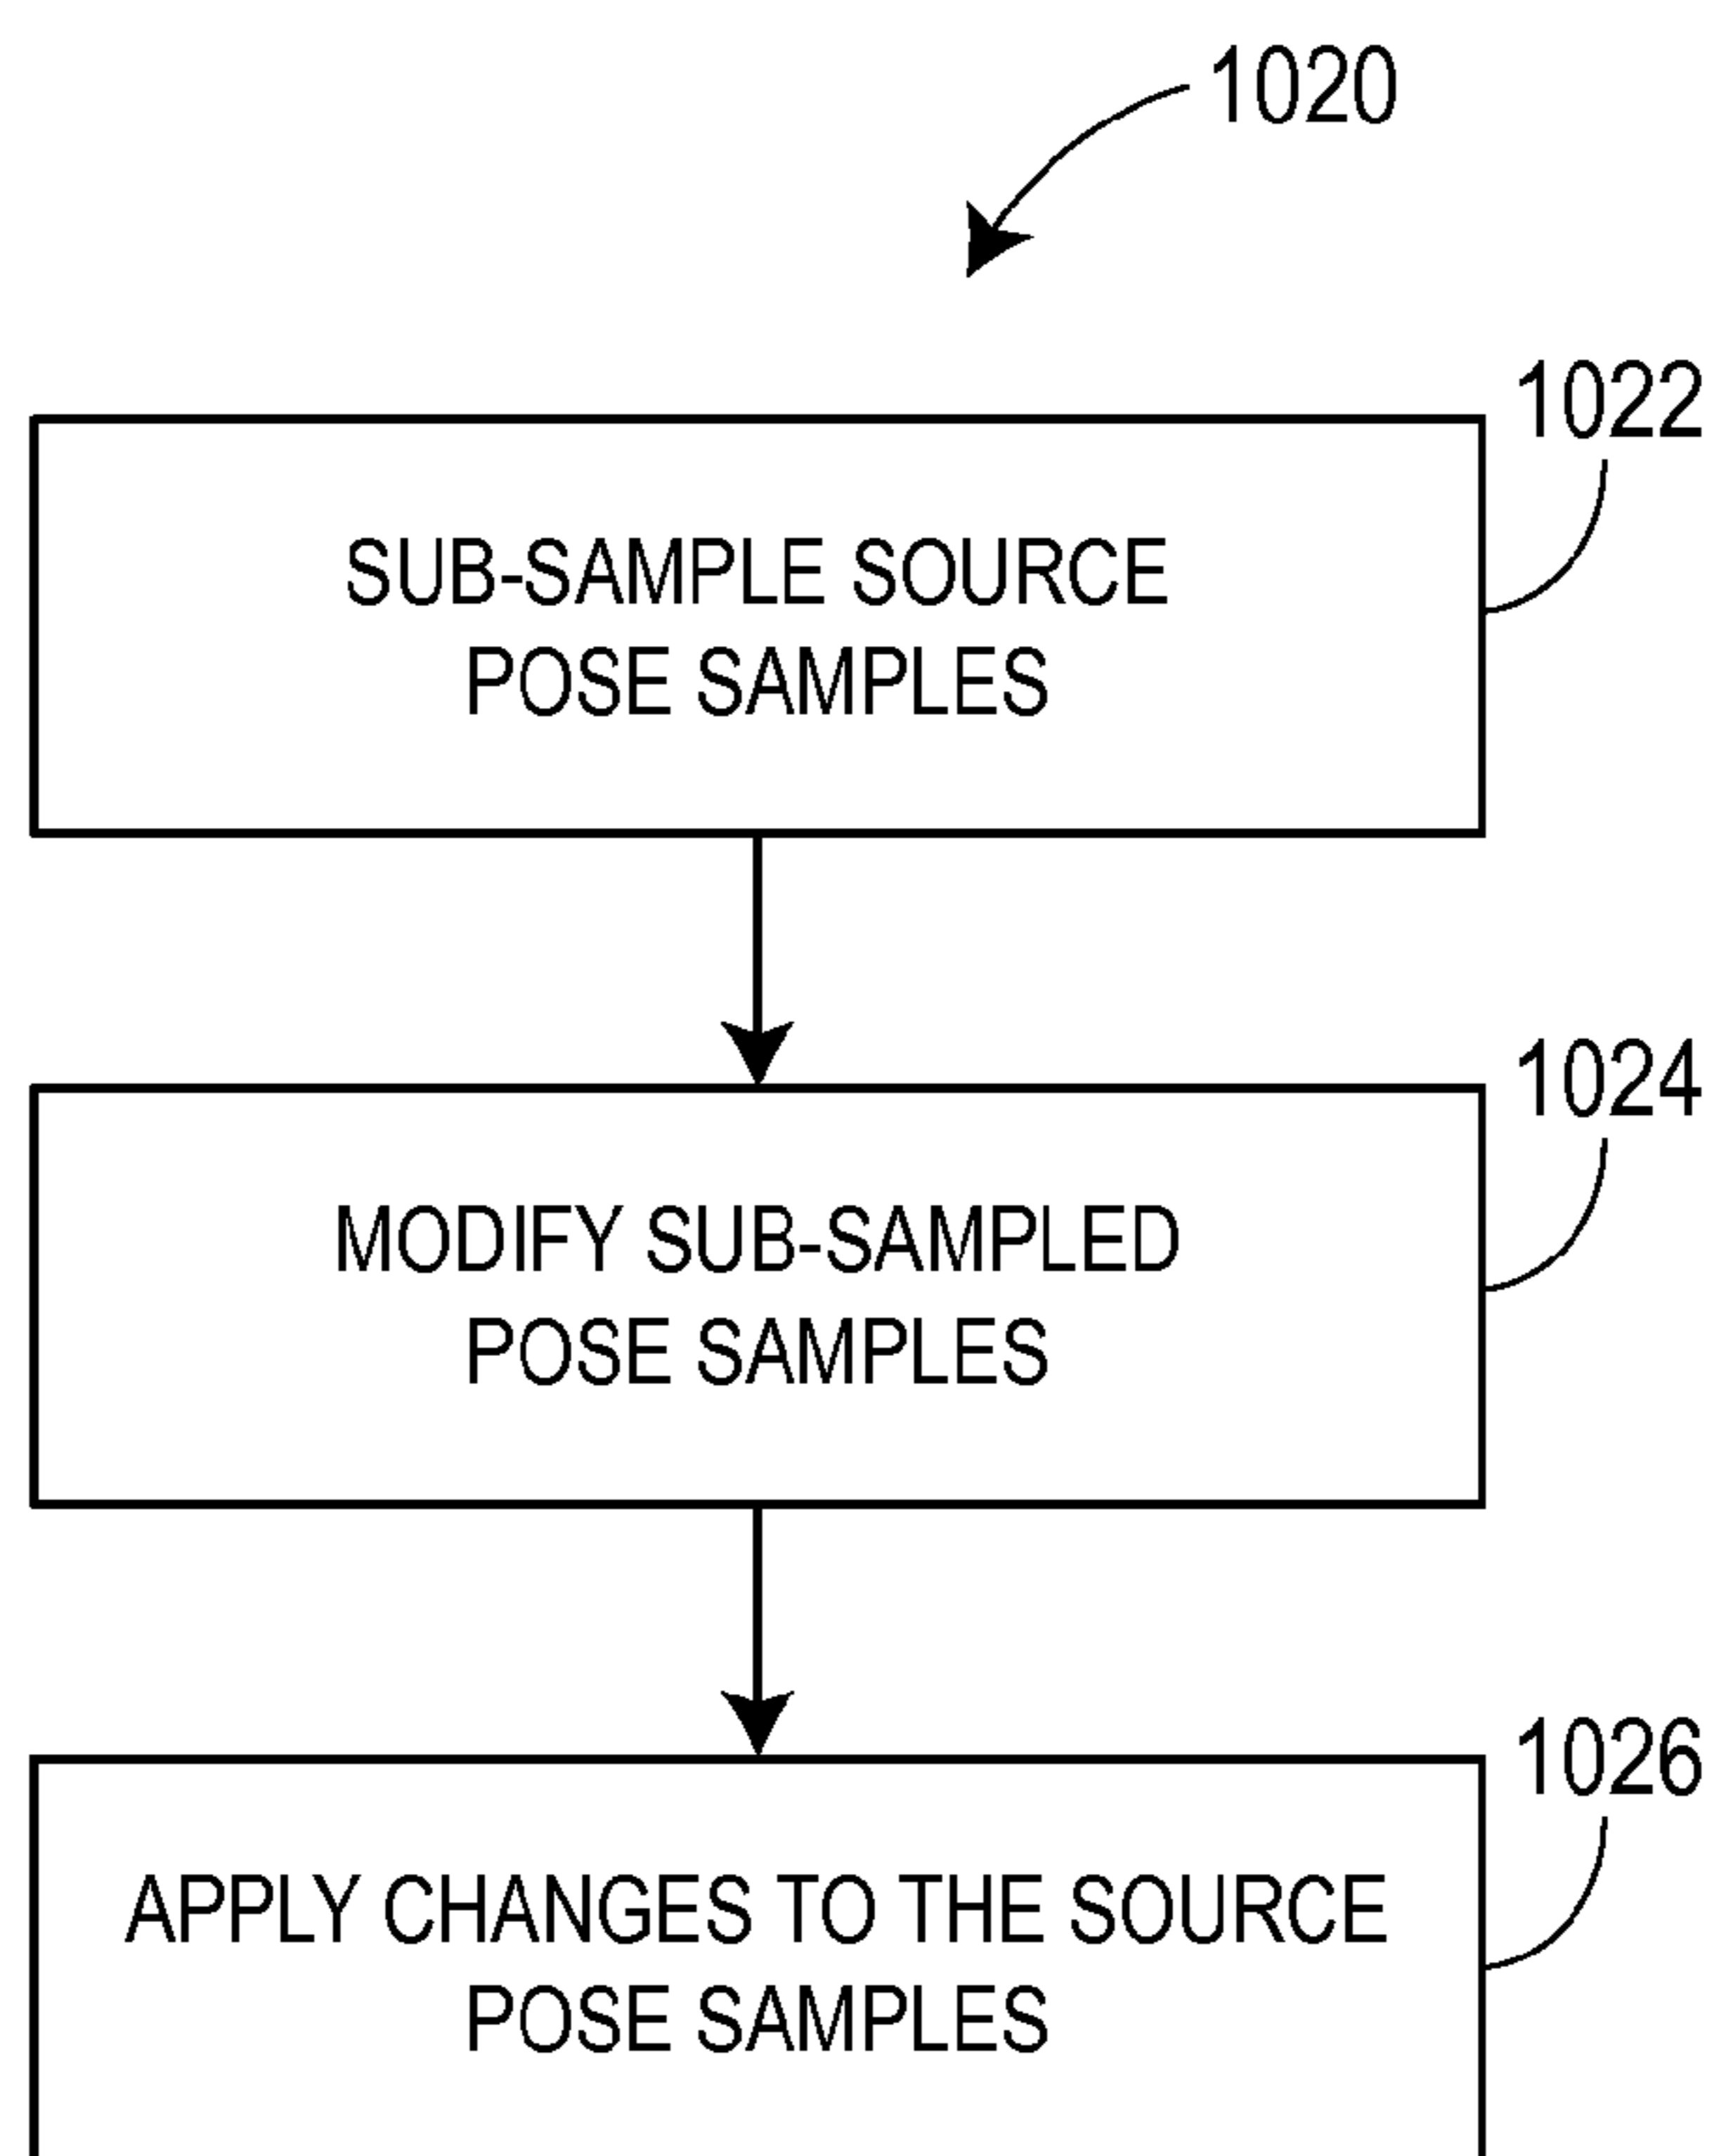 1020
1022
SUB-SAMPLE SOURCE
POSE SAMPLES
1024
MODIFY SUB-SAMPLED
POSE SAMPLES
1026
APPLY CHANGES TO THE SOURCE
POSE SAMPLES